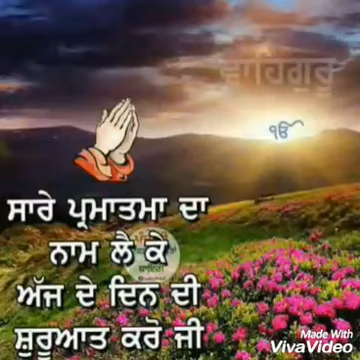 ਵਾਹਿਗੁਰੂ
ੴ
ਸਾਰੇ ਪ੍ਰਮਾਤਮਾ ਦਾ
ਨਾਮ ਲੈ ਕੇ
ਅੱਜ ਦੇ ਦਿਨ ਦੀ
ਸ਼ੁਰੂਆਤ ਕਰੋ ਜੀ
Made With
VivaVideo